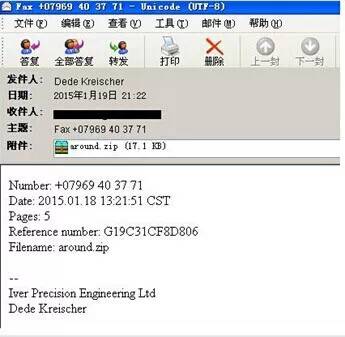 Fax +07969 40 37 71 - Unicode (UTF-8)
文件(F) 编辑(E) 查看(V) 工具(T) 邮件(M) 帮助(H)
答复 全部答复 转发 打印 删除 上一封 下一封
发件人: Dede Kreischer
日期: 2015年1月19日 21:22
收件人:
主题: Fax +07969 40 37 71
附件: around.zip (17.1 KB)
Number: +07969 40 37 71
Date: 2015.01.18 13:21:51 CST
Pages: 5
Reference number: G19C31CF8D806
Filename: around.zip
--
Iver Precision Engineering Ltd
Dede Kreischer